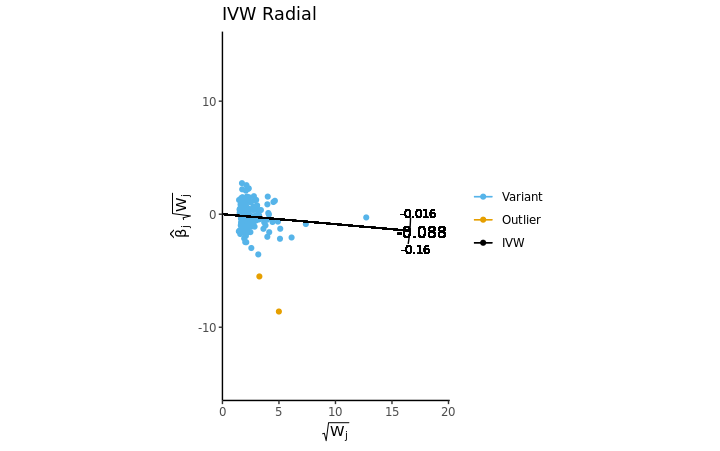 IVW Radial
10
0
-10
β̂j √Wj
-0.016
-0.088
-0.16
0 5 10 15 20
√Wj
Variant
Outlier
IVW